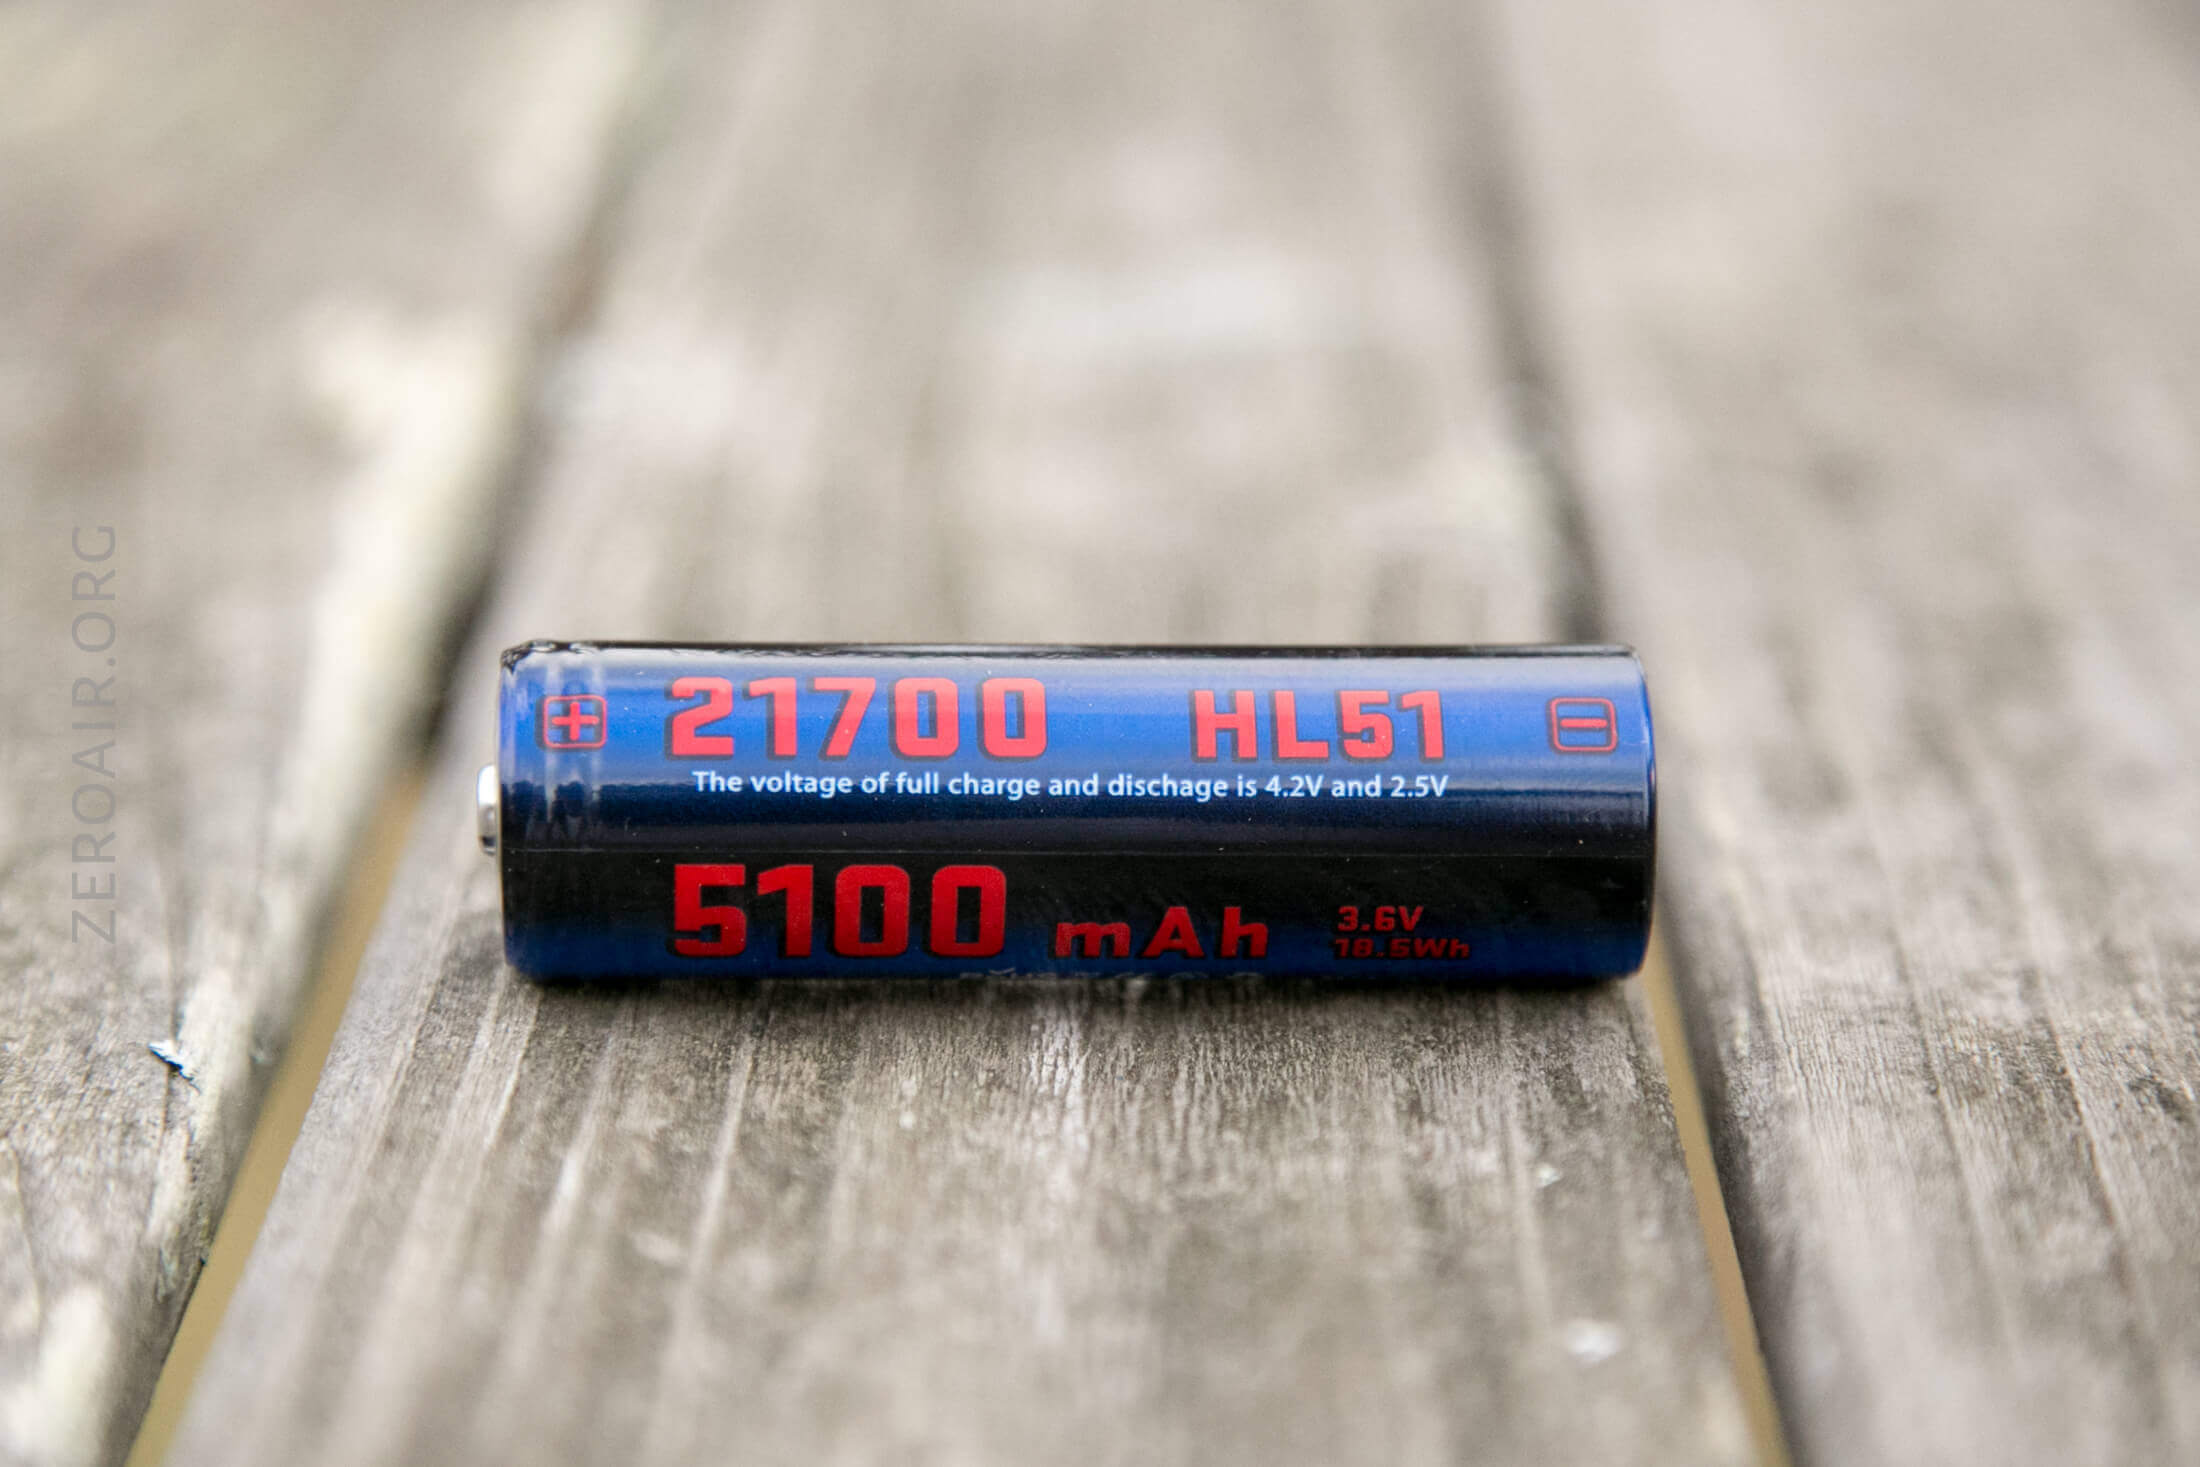 21700 HL51
The voltage of full charge and dischage is 4.2V and 2.5V
5100 mAh
3.6V
18.5Wh
ZEROAIR.ORG